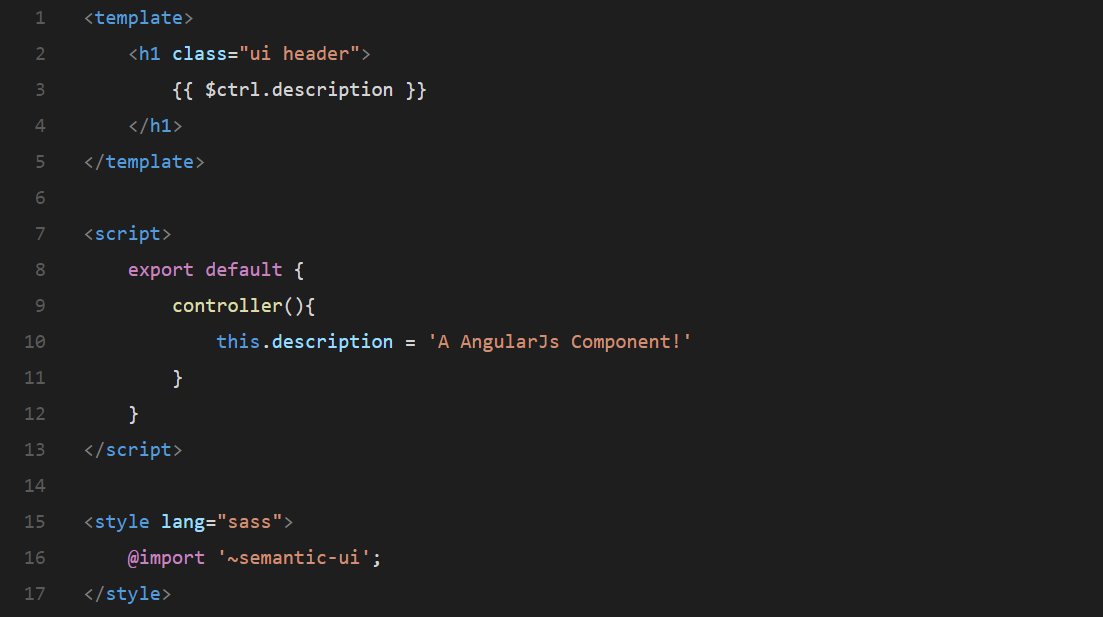 1 <template>
2     <h1 class="ui header">
3         {{ $ctrl.description }}
4     </h1>
5 </template>
6
7 <script>
8     export default {
9         controller(){
10             this.description = 'A AngularJs Component!'
11         }
12     }
13 </script>
14
15 <style lang="sass">
16     @import '~semantic-ui';
17 </style>